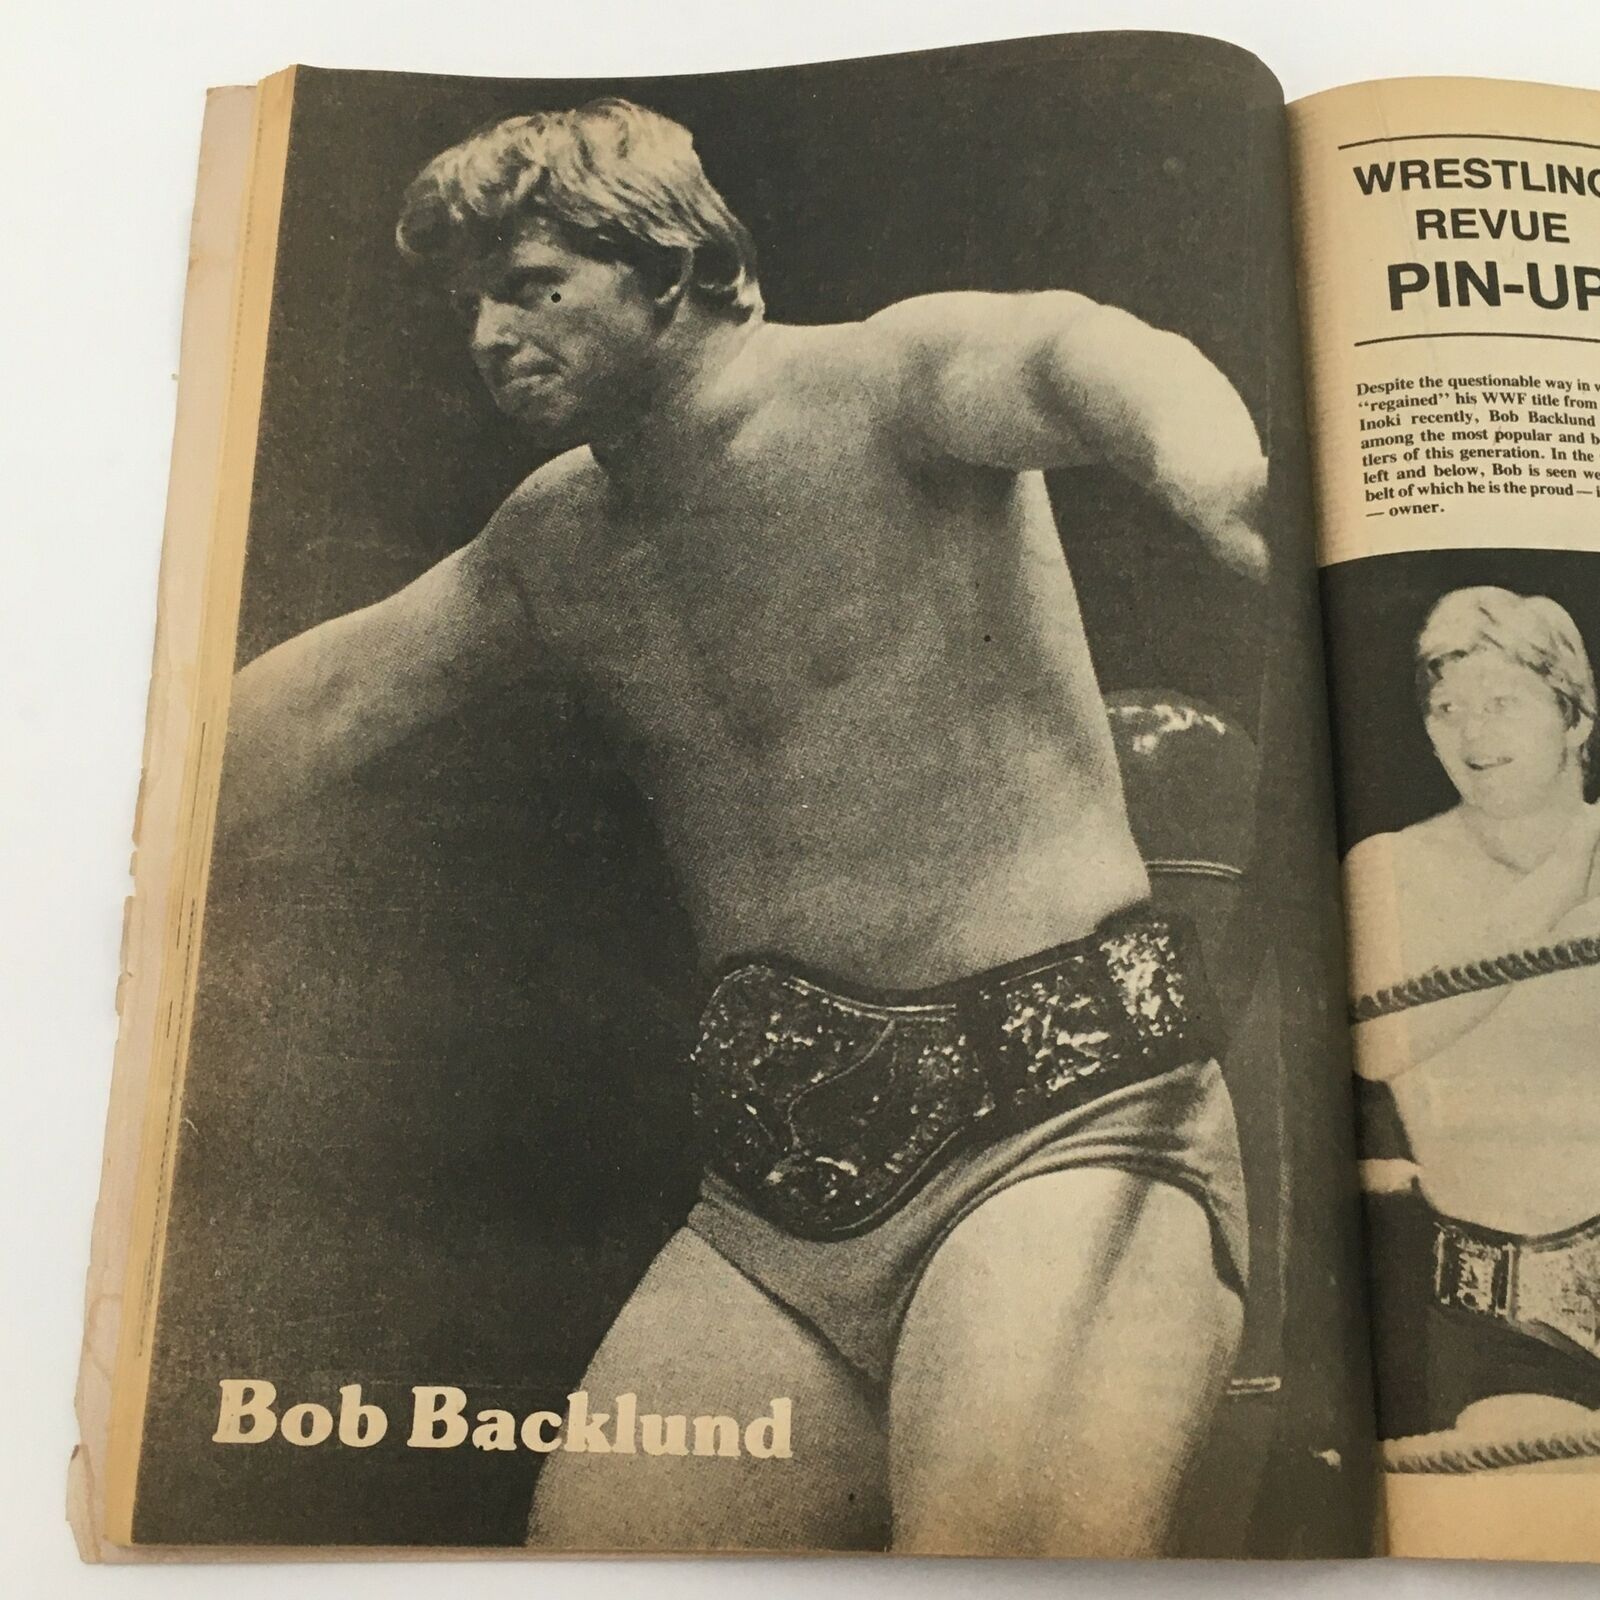 Bob Backlund
WRESTLING
REVUE
PIN-UP
Despite the questionable way in
"regained" his WWF title from
Inoki recently, Bob Backlund
among the most popular and
tlers of this generation. In the
left and below, Bob is seen
belt of which he is the proud —
— owner.